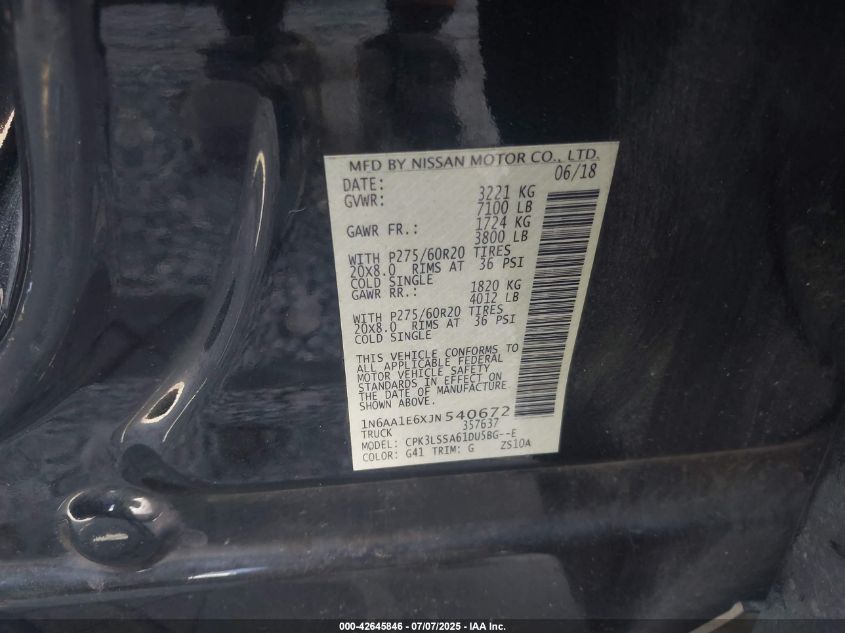 MFD BY NISSAN MOTOR CO., LTD.
DATE: 06/18
GVWR: 3221 KG
7100 LB
GAWR FR.: 1724 KG
3800 LB
WITH P275/60R20 TIRES
20X8.0 RIMS AT 36 PSI
COLD SINGLE
GAWR RR.: 1820 KG
4012 LB
WITH P275/60R20 TIRES
20X8.0 RIMS AT 36 PSI
COLD SINGLE
THIS VEHICLE CONFORMS TO
ALL APPLICABLE FEDERAL
MOTOR VEHICLE SAFETY
STANDARDS IN EFFECT ON
THE DATE OF MANUFACTURE
SHOWN ABOVE.
1N6AA1E6XJN540672
TRUCK 357637
MODEL: CPK3LSSA61DU5BG--E
COLOR: G41 TRIM: G ZS10A
000-42645846 - 07/07/2025 - IAA Inc.